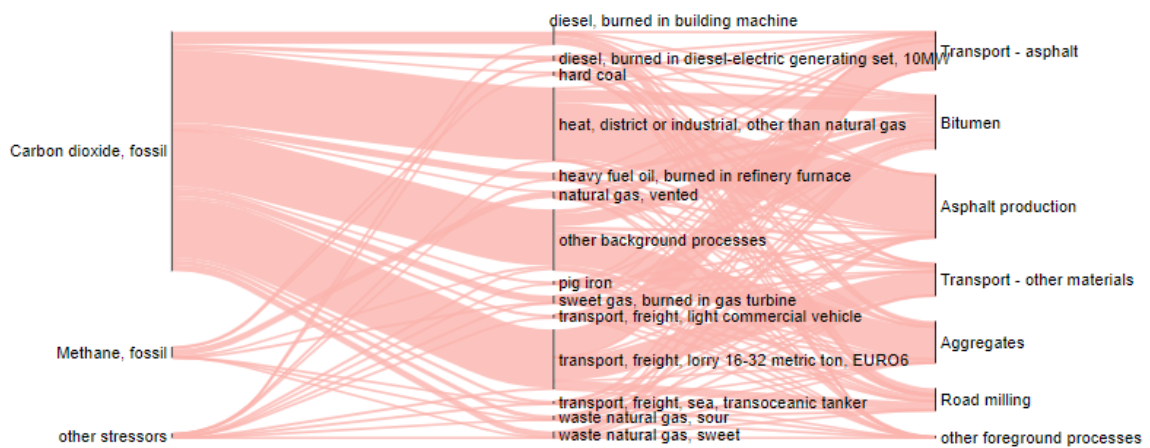 Carbon dioxide, fossil
Methane, fossil
other stressors
diesel, burned in building machine
diesel, burned in diesel-electric generating set, 10MW
hard coal
heat, district or industrial, other than natural gas
heavy fuel oil, burned in refinery furnace
natural gas, vented
other background processes
pig iron
sweet gas, burned in gas turbine
transport, freight, light commercial vehicle
transport, freight, lorry 16-32 metric ton, EURO6
transport, freight, sea, transoceanic tanker
waste natural gas, sour
waste natural gas, sweet
Transport - asphalt
Bitumen
Asphalt production
Transport - other materials
Aggregates
Road milling
other foreground processes